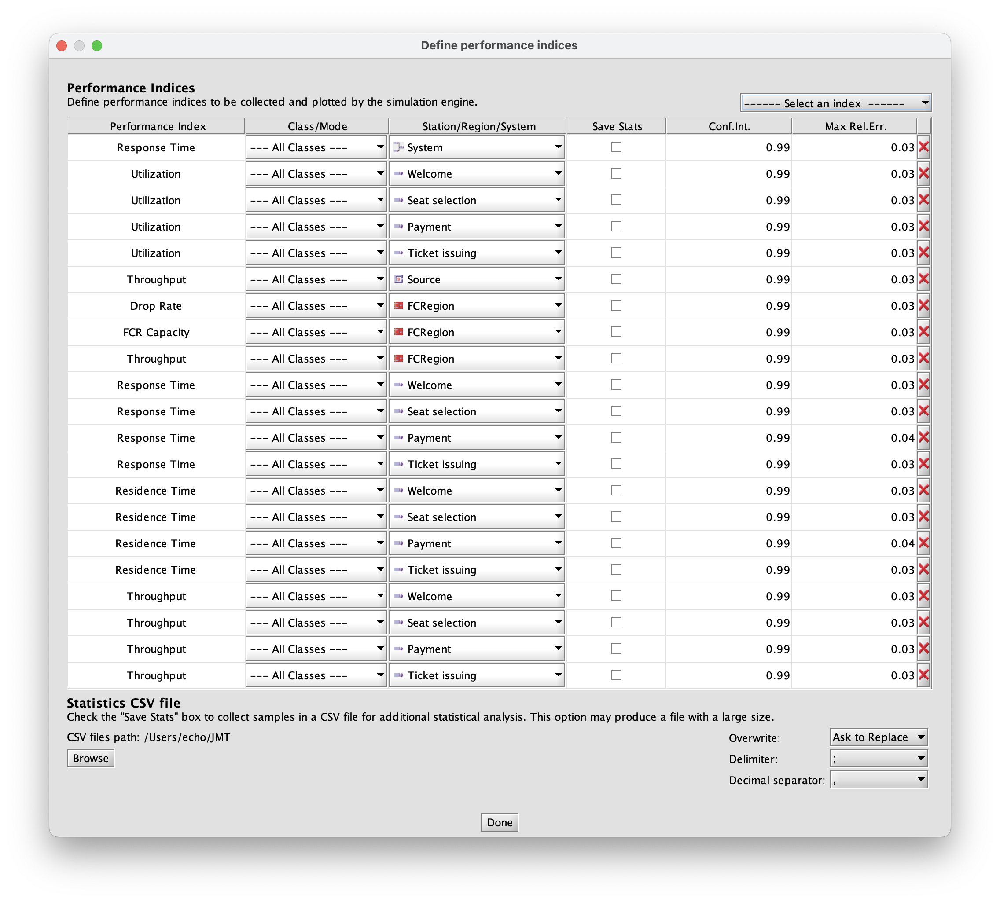 Define performance indices
Performance Indices
Define performance indices to be collected and plotted by the simulation engine.
------ Select an index ------
Performance Index Class/Mode Station/Region/System Save Stats Conf.Int. Max Rel.Err.
Response Time --- All Classes --- System 0.99 0.03
Utilization --- All Classes --- Welcome 0.99 0.03
Utilization --- All Classes --- Seat selection 0.99 0.03
Utilization --- All Classes --- Payment 0.99 0.03
Utilization --- All Classes --- Ticket issuing 0.99 0.03
Throughput --- All Classes --- Source 0.99 0.03
Drop Rate --- All Classes --- FCRegion 0.99 0.03
FCR Capacity --- All Classes --- FCRegion 0.99 0.03
Throughput --- All Classes --- FCRegion 0.99 0.03
Response Time --- All Classes --- Welcome 0.99 0.03
Response Time --- All Classes --- Seat selection 0.99 0.03
Response Time --- All Classes --- Payment 0.99 0.04
Response Time --- All Classes --- Ticket issuing 0.99 0.03
Residence Time --- All Classes --- Welcome 0.99 0.03
Residence Time --- All Classes --- Seat selection 0.99 0.03
Residence Time --- All Classes --- Payment 0.99 0.04
Residence Time --- All Classes --- Ticket issuing 0.99 0.03
Throughput --- All Classes --- Welcome 0.99 0.03
Throughput --- All Classes --- Seat selection 0.99 0.03
Throughput --- All Classes --- Payment 0.99 0.03
Throughput --- All Classes --- Ticket issuing 0.99 0.03
Statistics CSV file
Check the "Save Stats" box to collect samples in a CSV file for additional statistical analysis. This option may produce a file with a large size.
CSV files path: /Users/echo/JMT
Browse
Overwrite: Ask to Replace
Delimiter: ;
Decimal separator: ,
Done